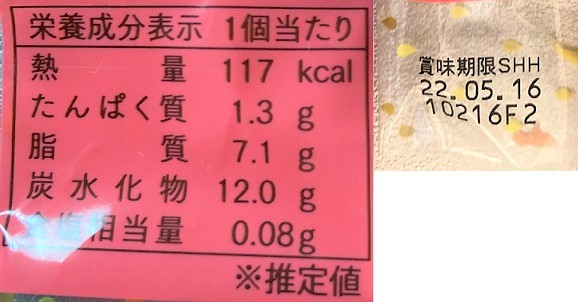 栄養成分表示 1個当たり
熱量 117 kcal
たんぱく質 1.3 g
脂質 7.1 g
炭水化物 12.0 g
食塩相当量 0.08g
※推定値
賞味期限SHH
22.05.16
10216F2